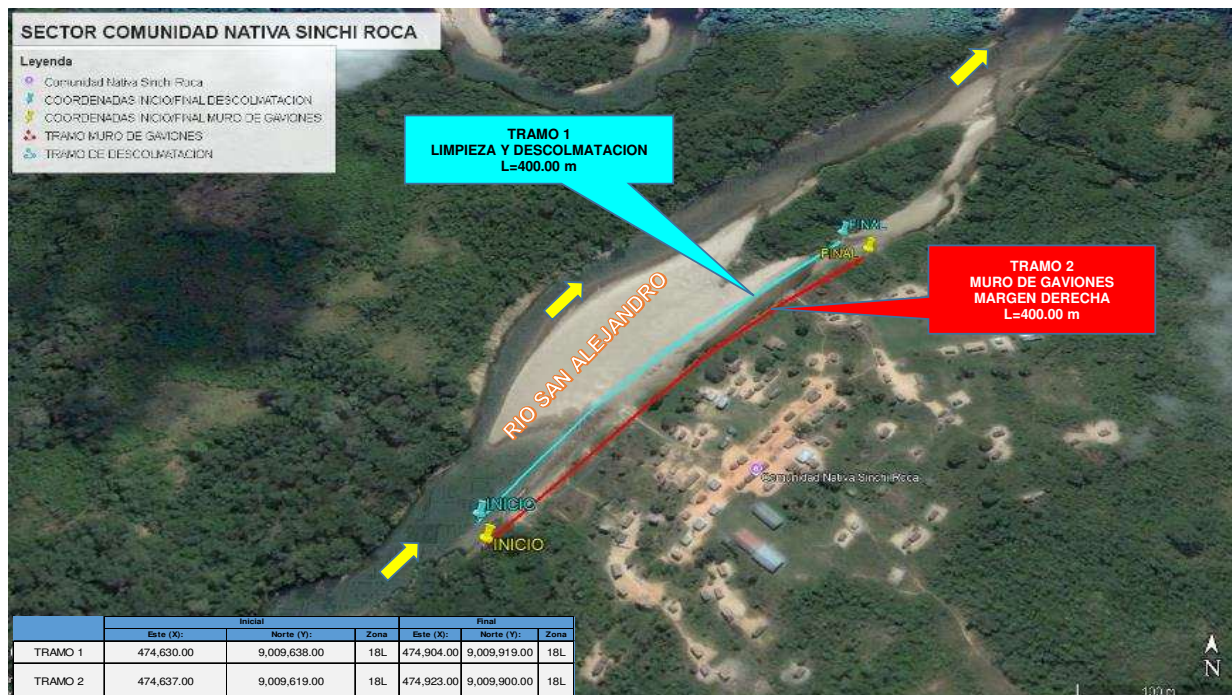 SECTOR COMUNIDAD NATIVA SINCHI ROCA
Leyenda
Comunidad Nativa Sinchi Roca
COORDENADAS INICIO/FINAL DESCOLMATACION
COORDENADAS INICIO/FINAL MURO DE GAVIONES
TRAMO MURO DE GAVIONES
TRAMO DE DESCOLMATACION
TRAMO 1
LIMPIEZA Y DESCOLMATACION
L=400.00 m
FINAL
FINAL
TRAMO 2
MURO DE GAVIONES
MARGEN DERECHA
L=400.00 m
RIO SAN ALEJANDRO
Comunidad Nativa Sinchi Roca
INICIO
INICIO
Inicial Final
Este (X): Norte (Y): Zona Este (X): Norte (Y): Zona
TRAMO 1 474,630.00 9,009,638.00 18L 474,904.00 9,009,919.00 18L
TRAMO 2 474,637.00 9,009,619.00 18L 474,923.00 9,009,900.00 18L
N
100 m